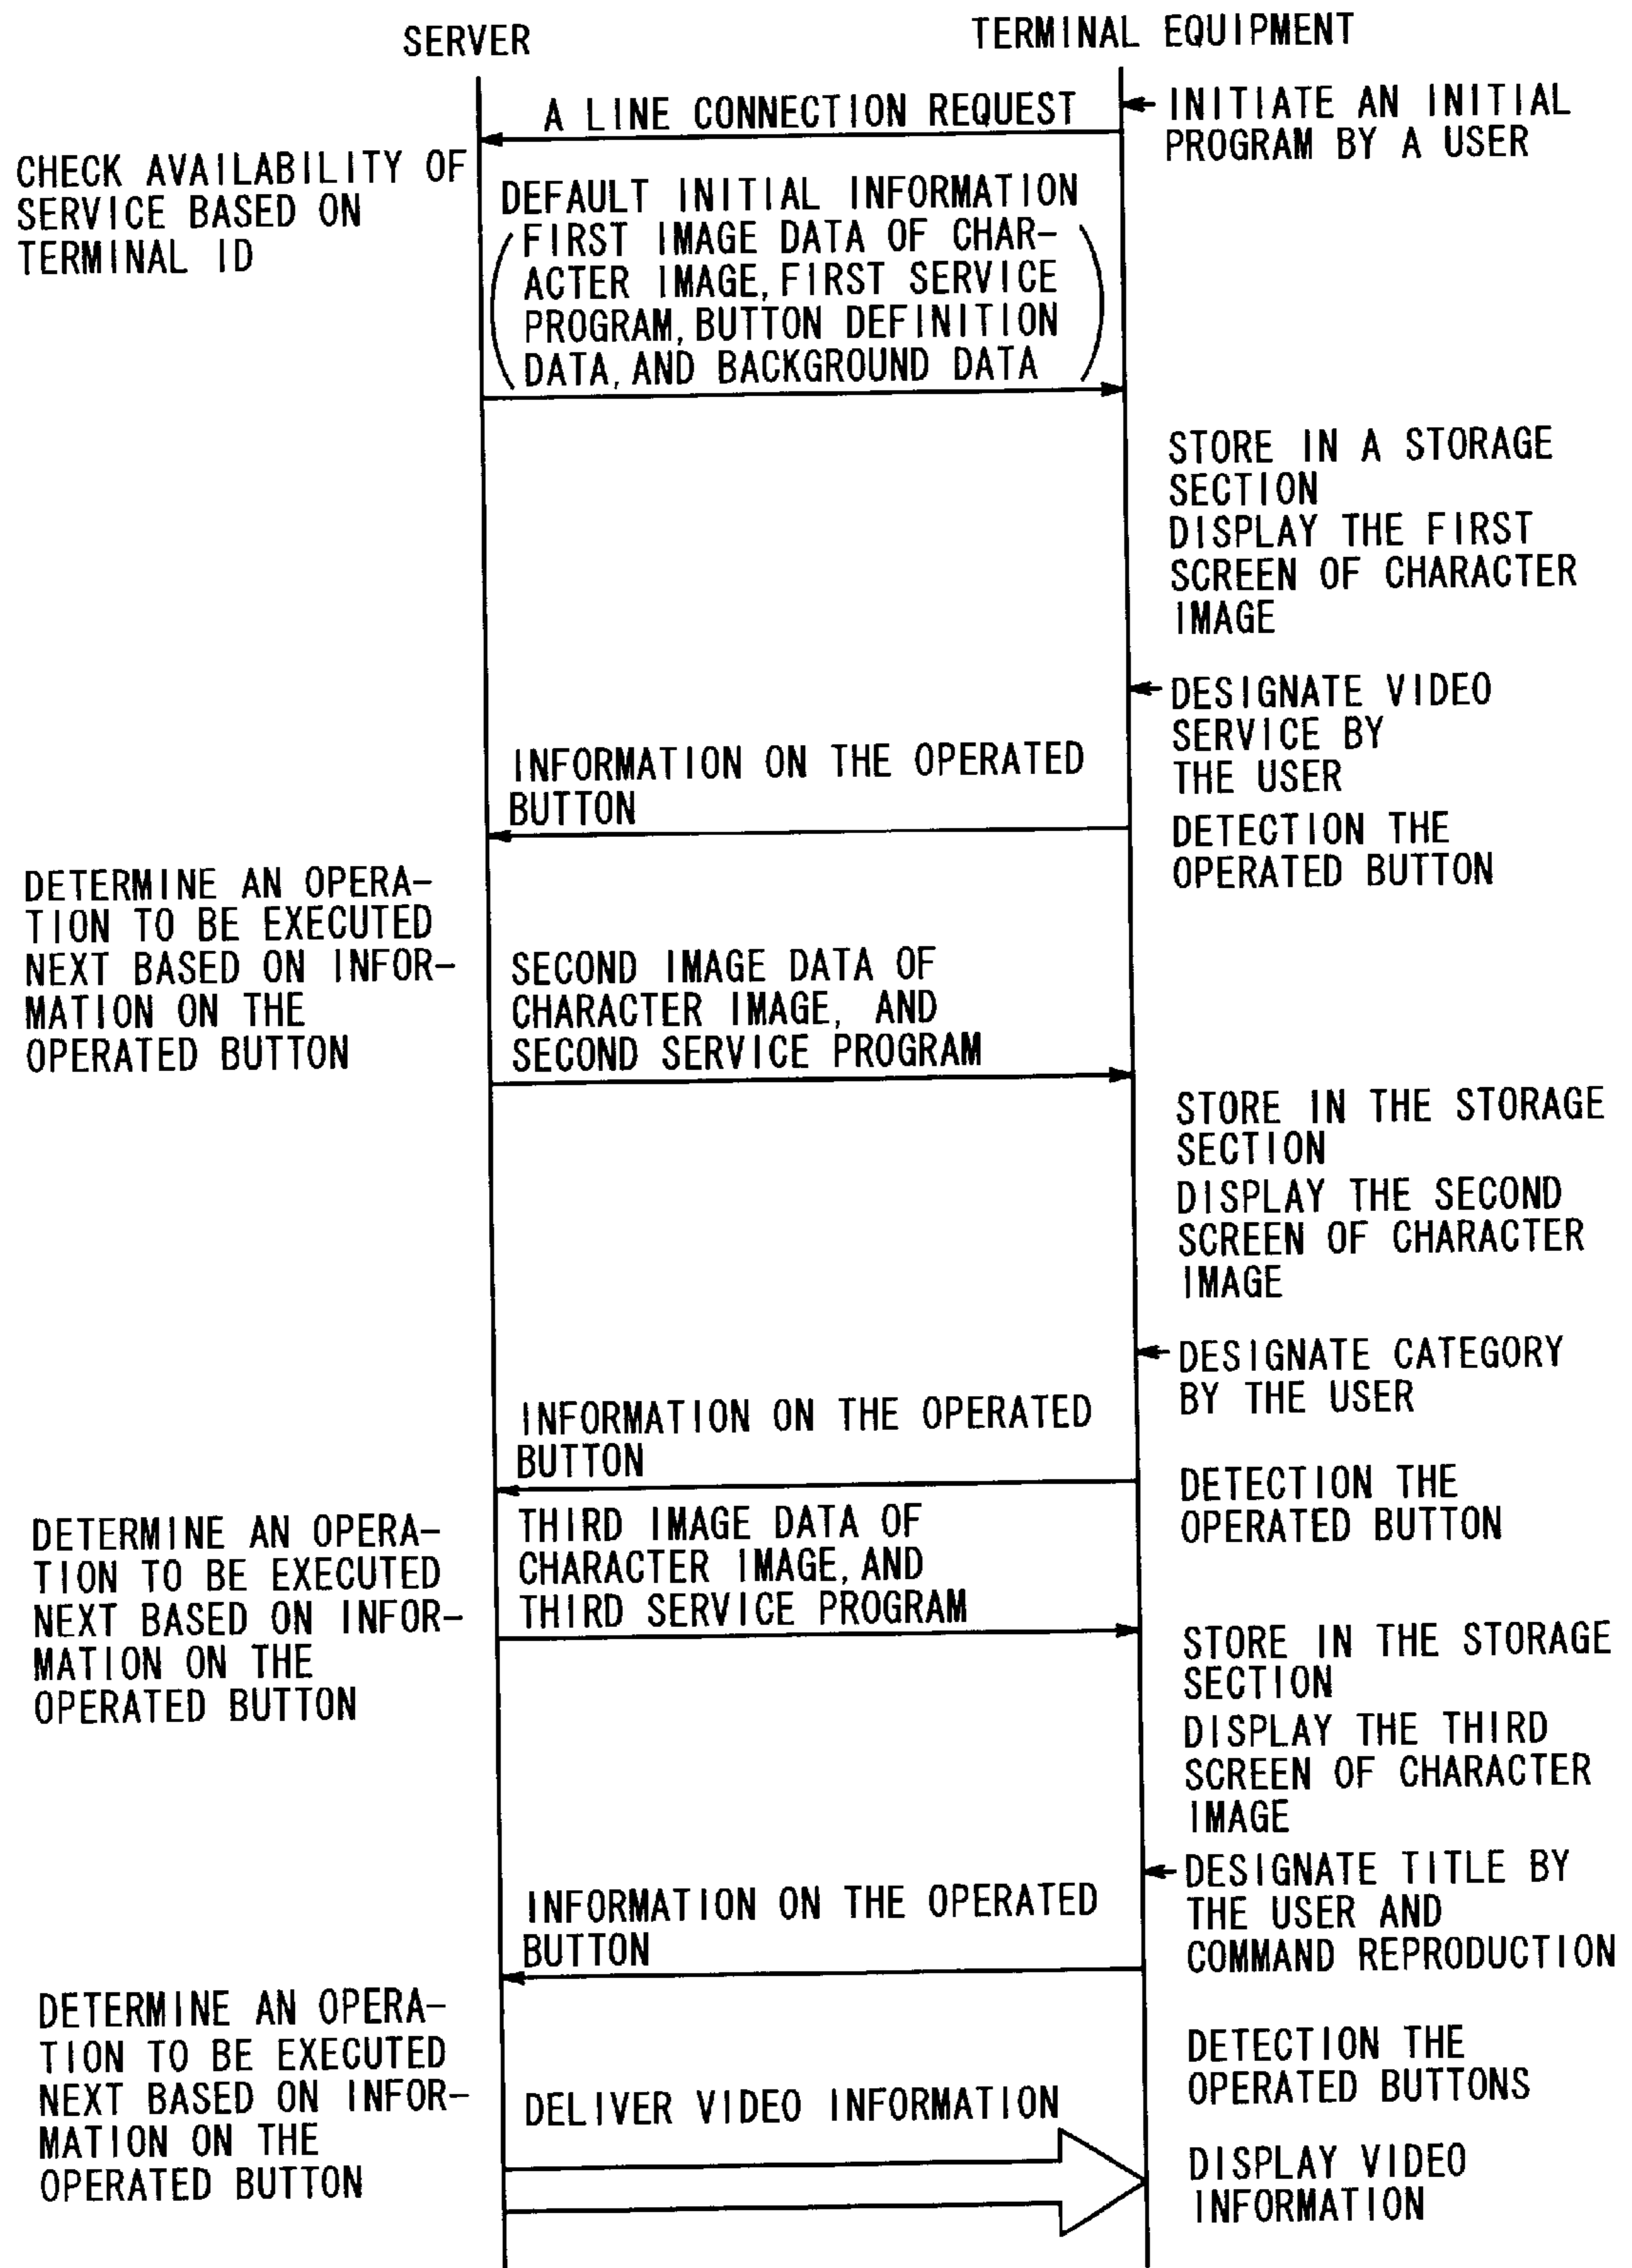 SERVER
TERMINAL EQUIPMENT
A LINE CONNECTION REQUEST
INITIATE AN INITIAL
PROGRAM BY A USER
CHECK AVAILABILITY OF
SERVICE BASED ON
TERMINAL ID
DEFAULT INITIAL INFORMATION
(FIRST IMAGE DATA OF CHAR-
ACTER IMAGE, FIRST SERVICE
PROGRAM, BUTTON DEFINITION
DATA, AND BACKGROUND DATA)
STORE IN A STORAGE
SECTION
DISPLAY THE FIRST
SCREEN OF CHARACTER
IMAGE
DESIGNATE VIDEO
SERVICE BY
THE USER
INFORMATION ON THE OPERATED
BUTTON
DETECTION THE
OPERATED BUTTON
DETERMINE AN OPERA-
TION TO BE EXECUTED
NEXT BASED ON INFOR-
MATION ON THE
OPERATED BUTTON
SECOND IMAGE DATA OF
CHARACTER IMAGE, AND
SECOND SERVICE PROGRAM
STORE IN THE STORAGE
SECTION
DISPLAY THE SECOND
SCREEN OF CHARACTER
IMAGE
DESIGNATE CATEGORY
BY THE USER
INFORMATION ON THE OPERATED
BUTTON
DETECTION THE
OPERATED BUTTON
DETERMINE AN OPERA-
TION TO BE EXECUTED
NEXT BASED ON INFOR-
MATION ON THE
OPERATED BUTTON
THIRD IMAGE DATA OF
CHARACTER IMAGE, AND
THIRD SERVICE PROGRAM
STORE IN THE STORAGE
SECTION
DISPLAY THE THIRD
SCREEN OF CHARACTER
IMAGE
DESIGNATE TITLE BY
THE USER AND
COMMAND REPRODUCTION
INFORMATION ON THE OPERATED
BUTTON
DETERMINE AN OPERA-
TION TO BE EXECUTED
NEXT BASED ON INFOR-
MATION ON THE
OPERATED BUTTON
DETECTION THE
OPERATED BUTTONS
DELIVER VIDEO INFORMATION
DISPLAY VIDEO
INFORMATION